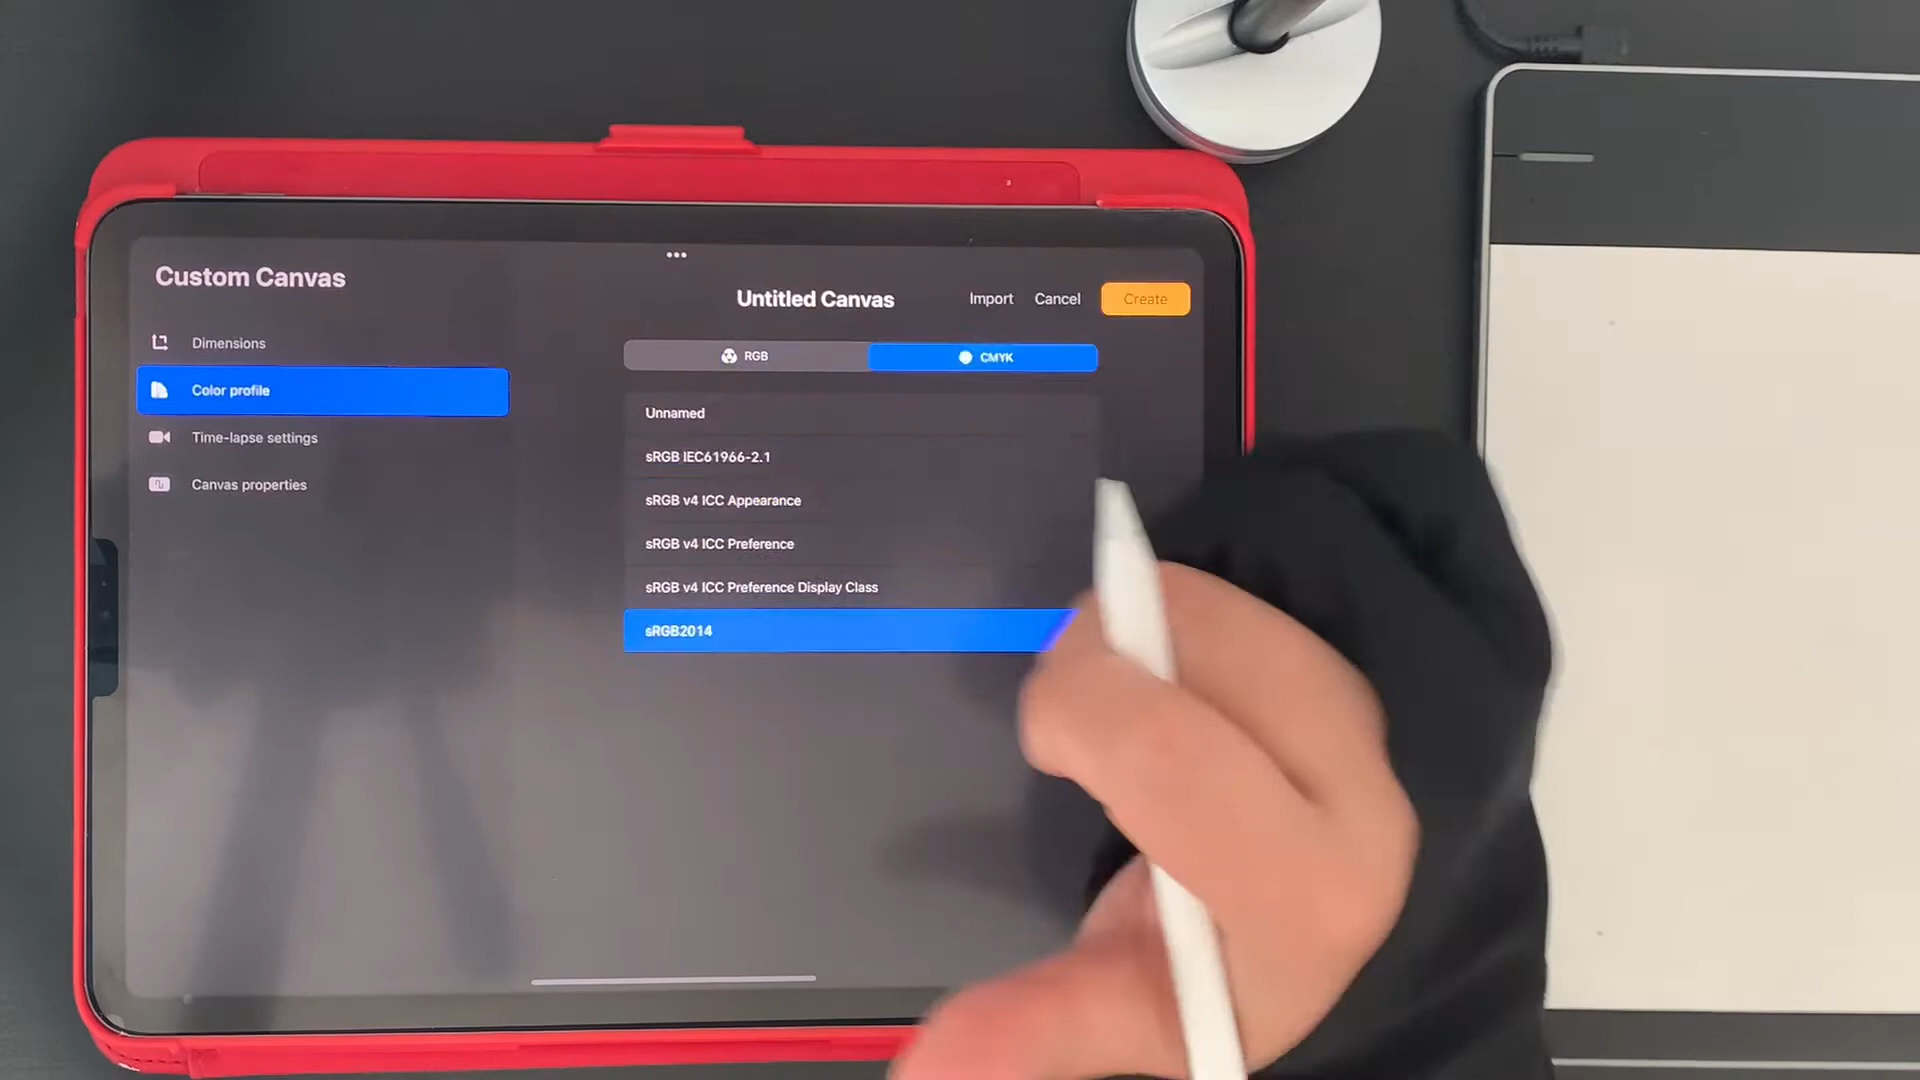 Custom Canvas
Untitled Canvas
Import
Cancel
Create
Dimensions
Color profile
Time-lapse settings
Canvas properties
RGB
CMYK
Unnamed
sRGB IEC61966-2.1
sRGB v4 ICC Appearance
sRGB v4 ICC Preference
sRGB v4 ICC Preference Display Class
sRGB2014